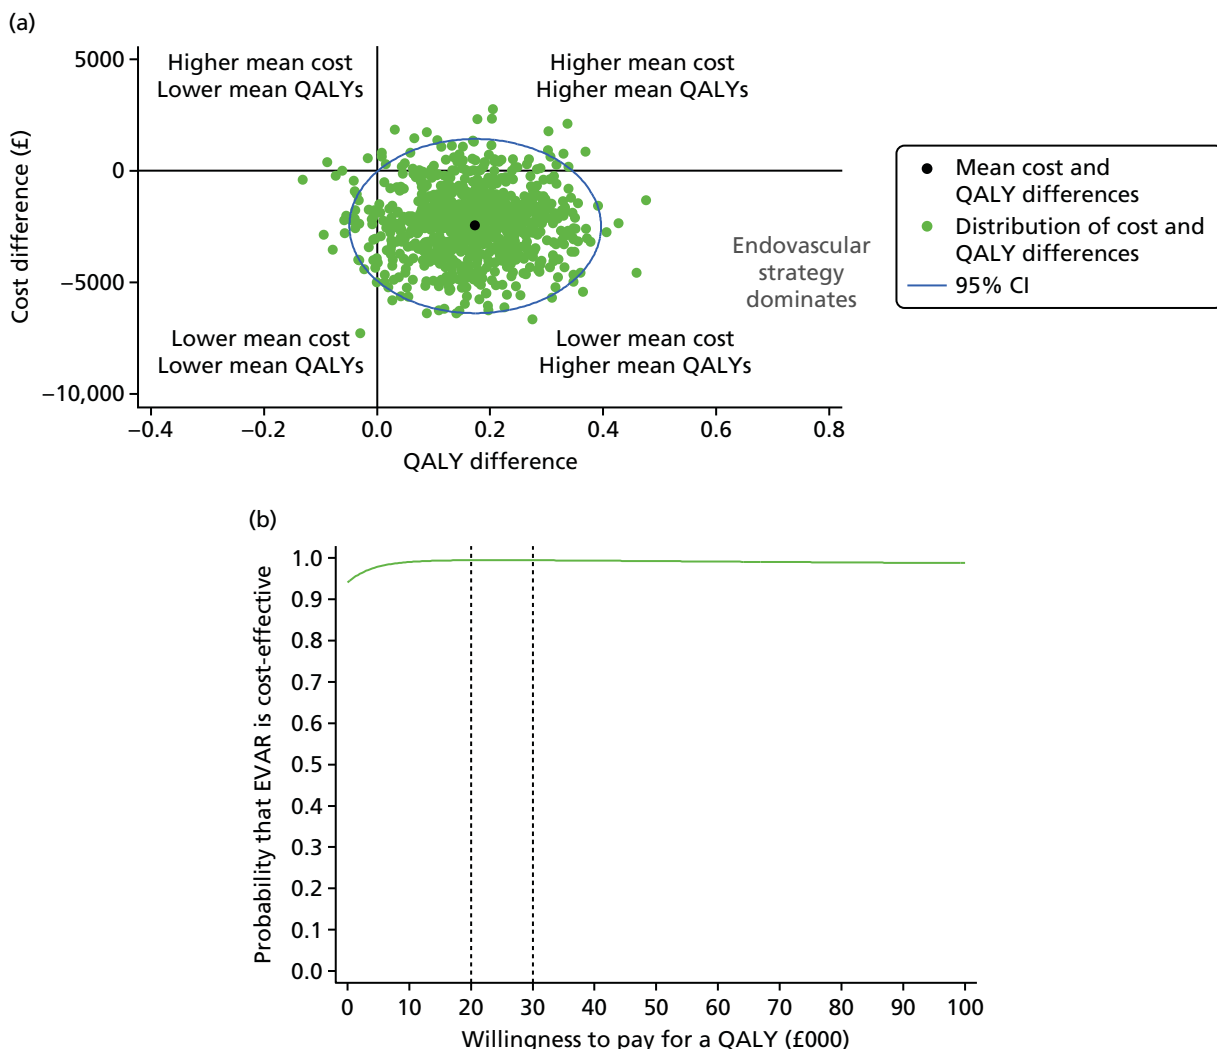 (a)
Higher mean cost
Lower mean QALYs
Higher mean cost
Higher mean QALYs
5000
0
−5000
−10,000
Cost difference (£)
Endovascular
strategy
dominates
Lower mean cost
Lower mean QALYs
Lower mean cost
Higher mean QALYs
−0.4
−0.2
0.0
0.2
0.4
0.6
0.8
QALY difference
Mean cost and
QALY differences
Distribution of cost and
QALY differences
95% CI
(b)
1.0
0.9
0.8
0.7
0.6
0.5
0.4
0.3
0.2
0.1
0.0
Probability that EVAR is cost-effective
0
10
20
30
40
50
60
70
80
90
100
Willingness to pay for a QALY (£000)